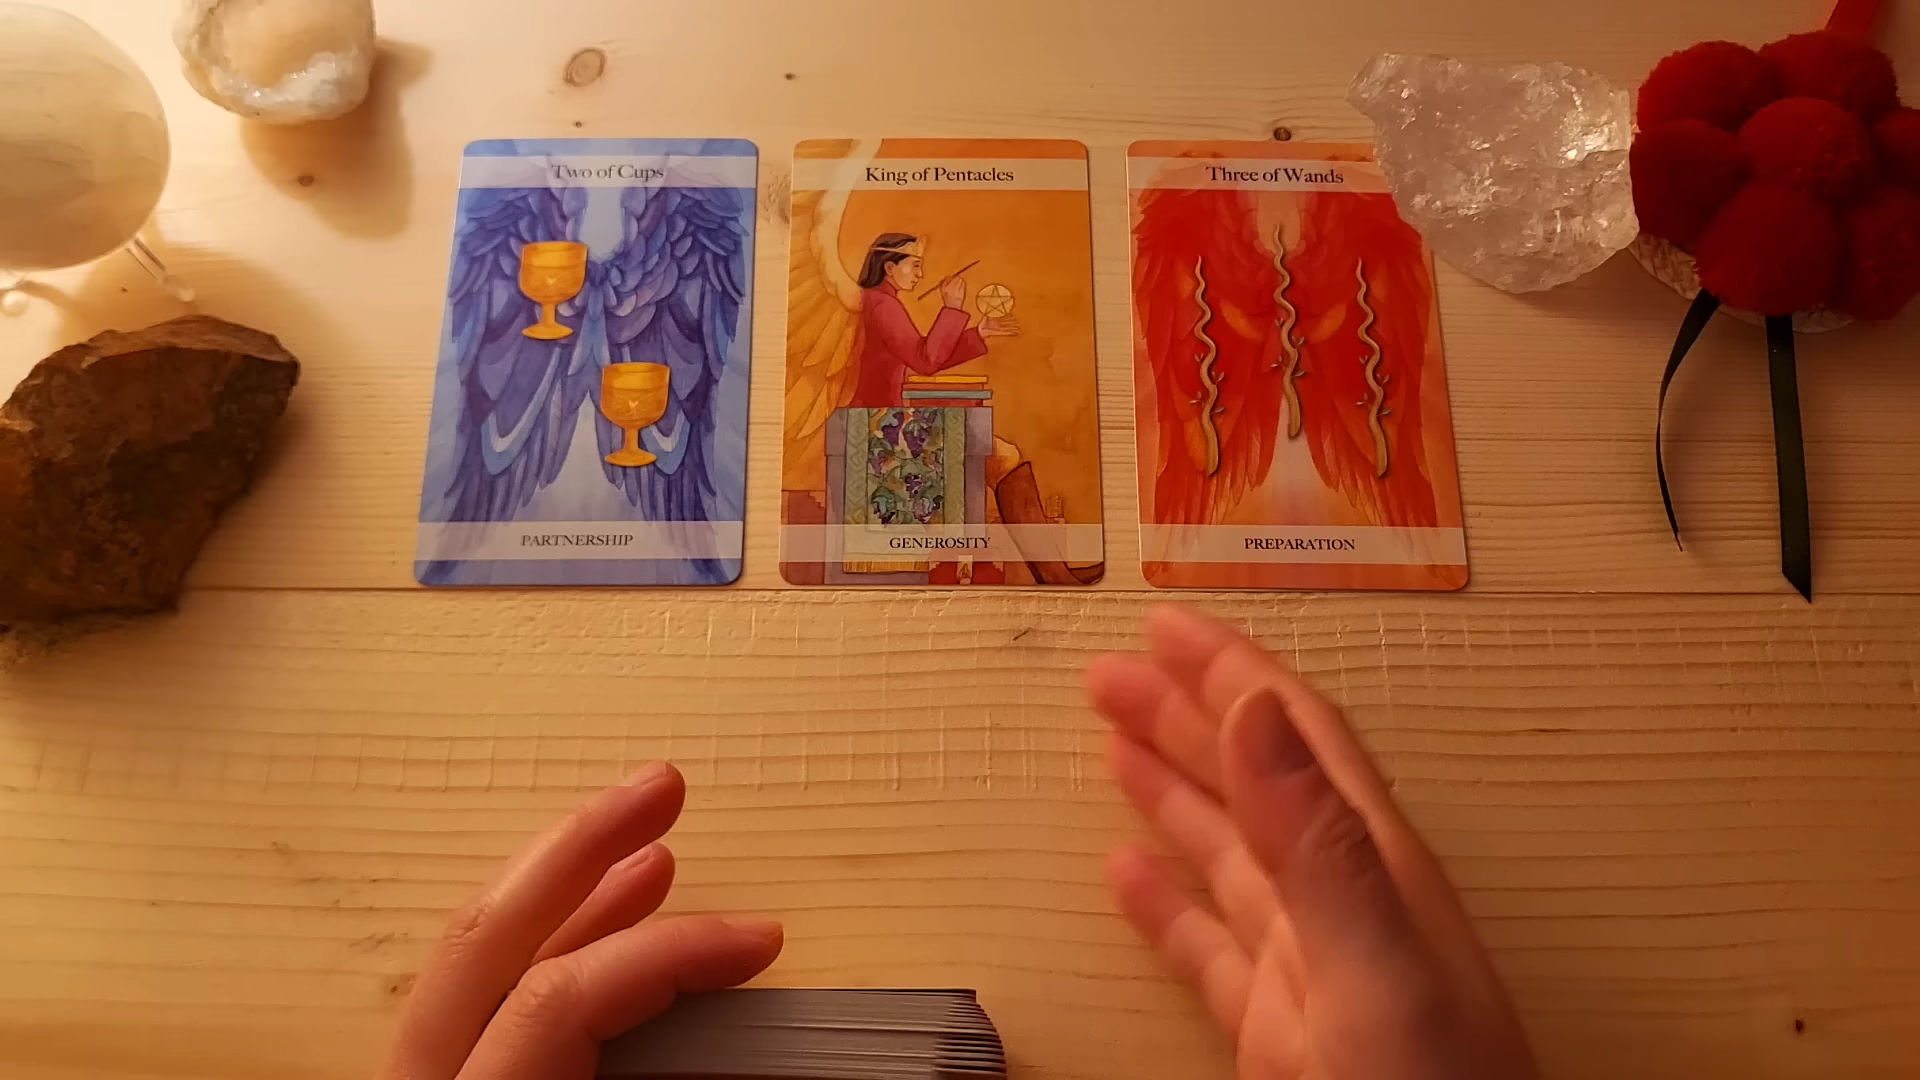 Two of Cups
King of Pentacles
Three of Wands
PARTNERSHIP
GENEROSITY
PREPARATION